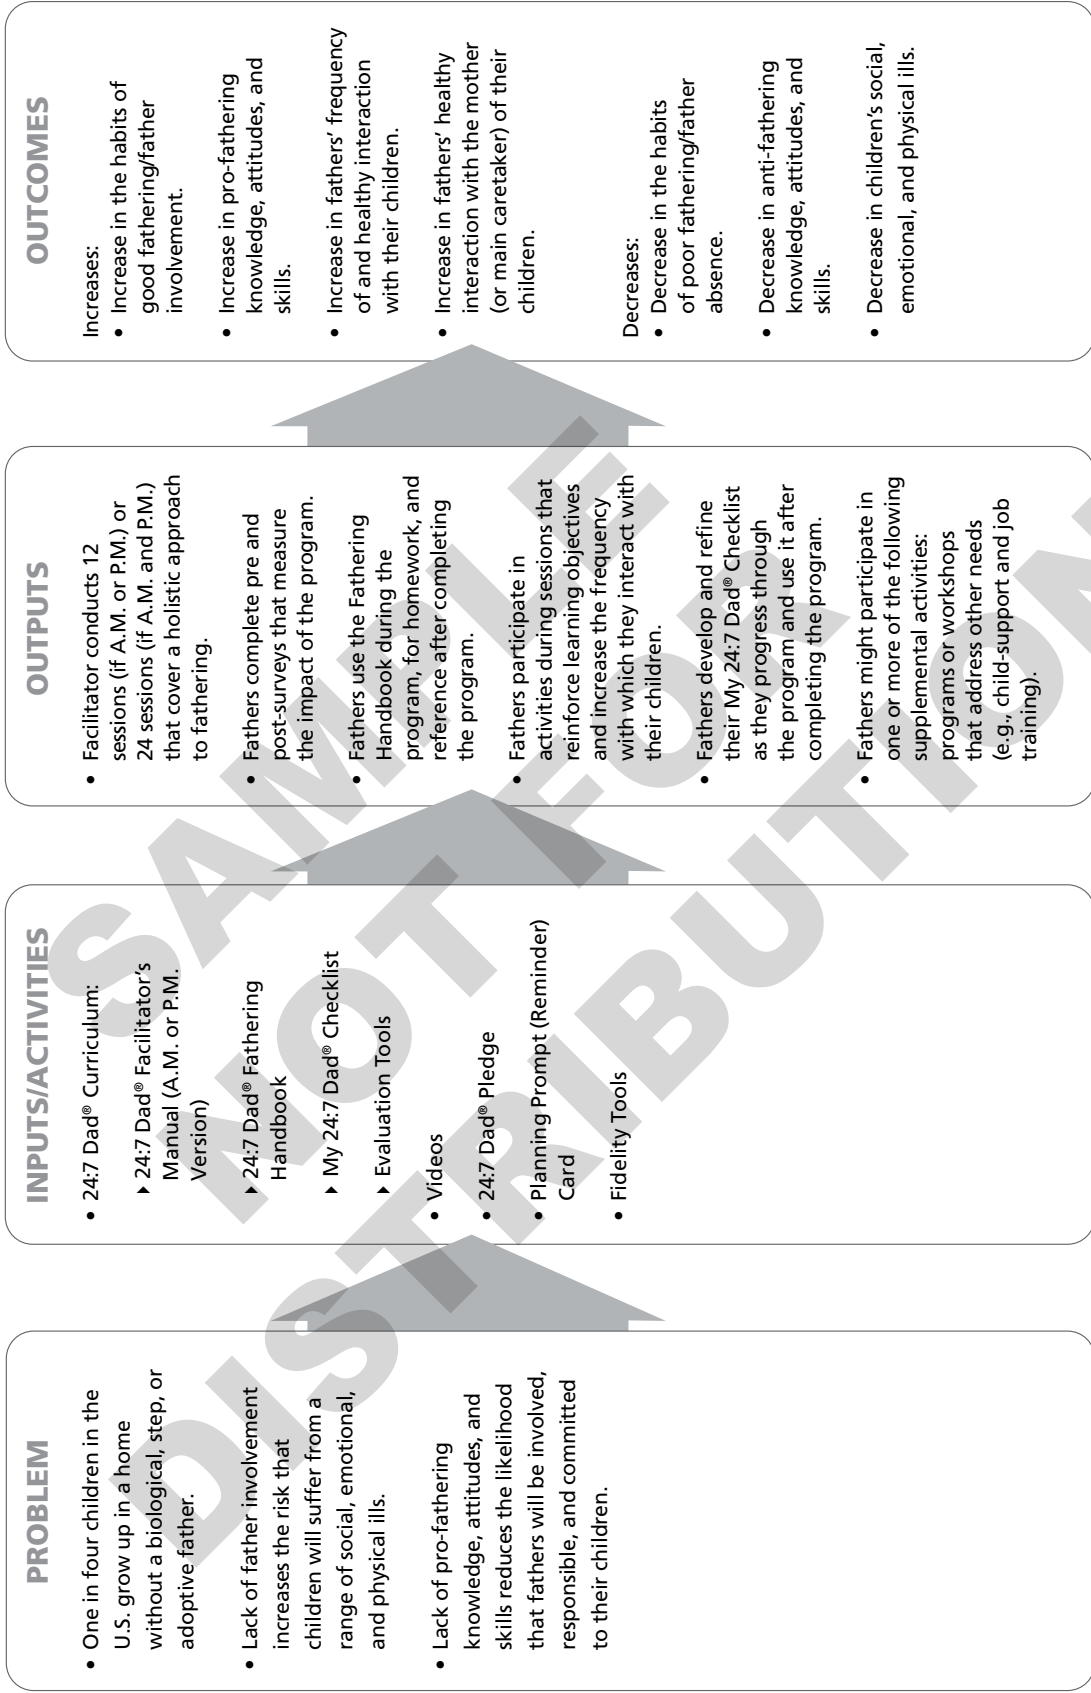 PROBLEM
• One in four children in the
U.S. grow up in a home
without a biological, step, or
adoptive father.
• Lack of father involvement
increases the risk that
children will suffer from a
range of social, emotional,
and physical ills.
• Lack of pro-fathering
knowledge, attitudes, and
skills reduces the likelihood
that fathers will be involved,
responsible, and committed
to their children.
INPUTS/ACTIVITIES
• 24:7 Dad® Curriculum:
▸ 24:7 Dad® Facilitator's
Manual (A.M. or P.M.
Version)
▸ 24:7 Dad® Fathering
Handbook
▸ My 24:7 Dad® Checklist
▸ Evaluation Tools
• Videos
• 24:7 Dad® Pledge
• Planning Prompt (Reminder)
Card
• Fidelity Tools
OUTPUTS
• Facilitator conducts 12
sessions (if A.M. or P.M.) or
24 sessions (if A.M. and P.M.)
that cover a holistic approach
to fathering.
• Fathers complete pre and
post-surveys that measure
the impact of the program.
• Fathers use the Fathering
Handbook during the
program, for homework, and
reference after completing
the program.
• Fathers participate in
activities during sessions that
reinforce learning objectives
and increase the frequency
with which they interact with
their children.
• Fathers develop and refine
their My 24:7 Dad® Checklist
as they progress through
the program and use it after
completing the program.
• Fathers might participate in
one or more of the following
supplemental activities:
programs or workshops
that address other needs
(e.g., child-support and job
training).
OUTCOMES
Increases:
• Increase in the habits of
good fathering/father
involvement.
• Increase in pro-fathering
knowledge, attitudes, and
skills.
• Increase in fathers' frequency
of and healthy interaction
with their children.
• Increase in fathers' healthy
interaction with the mother
(or main caretaker) of their
children.
Decreases:
• Decrease in the habits
of poor fathering/father
absence.
• Decrease in anti-fathering
knowledge, attitudes, and
skills.
• Decrease in children's social,
emotional, and physical ills.
SAMPLE
NOT FOR
DISTRIBUTION